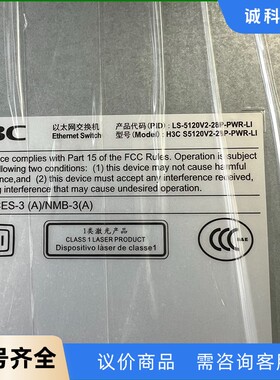 诚科
3C 以太网交换机 产品代码(PID): LS-5120V2-28P-PWR-LI
Ethernet Switch 型号(Model): H3C S5120V2-28P-PWR-LI
ce complies with Part 15 of the FCC Rules. Operation is subject
following two conditions: (1) this device may not cause harmful
nce, and (2) this device must accept any interference received,
g interference that may cause undesired operation.
CES-3 (A)/NMB-3(A)
1类激光产品
CLASS 1 LASER PRODUCT
Dispositivo láser de classe1
CCC
号齐全
议价商品 需咨询客